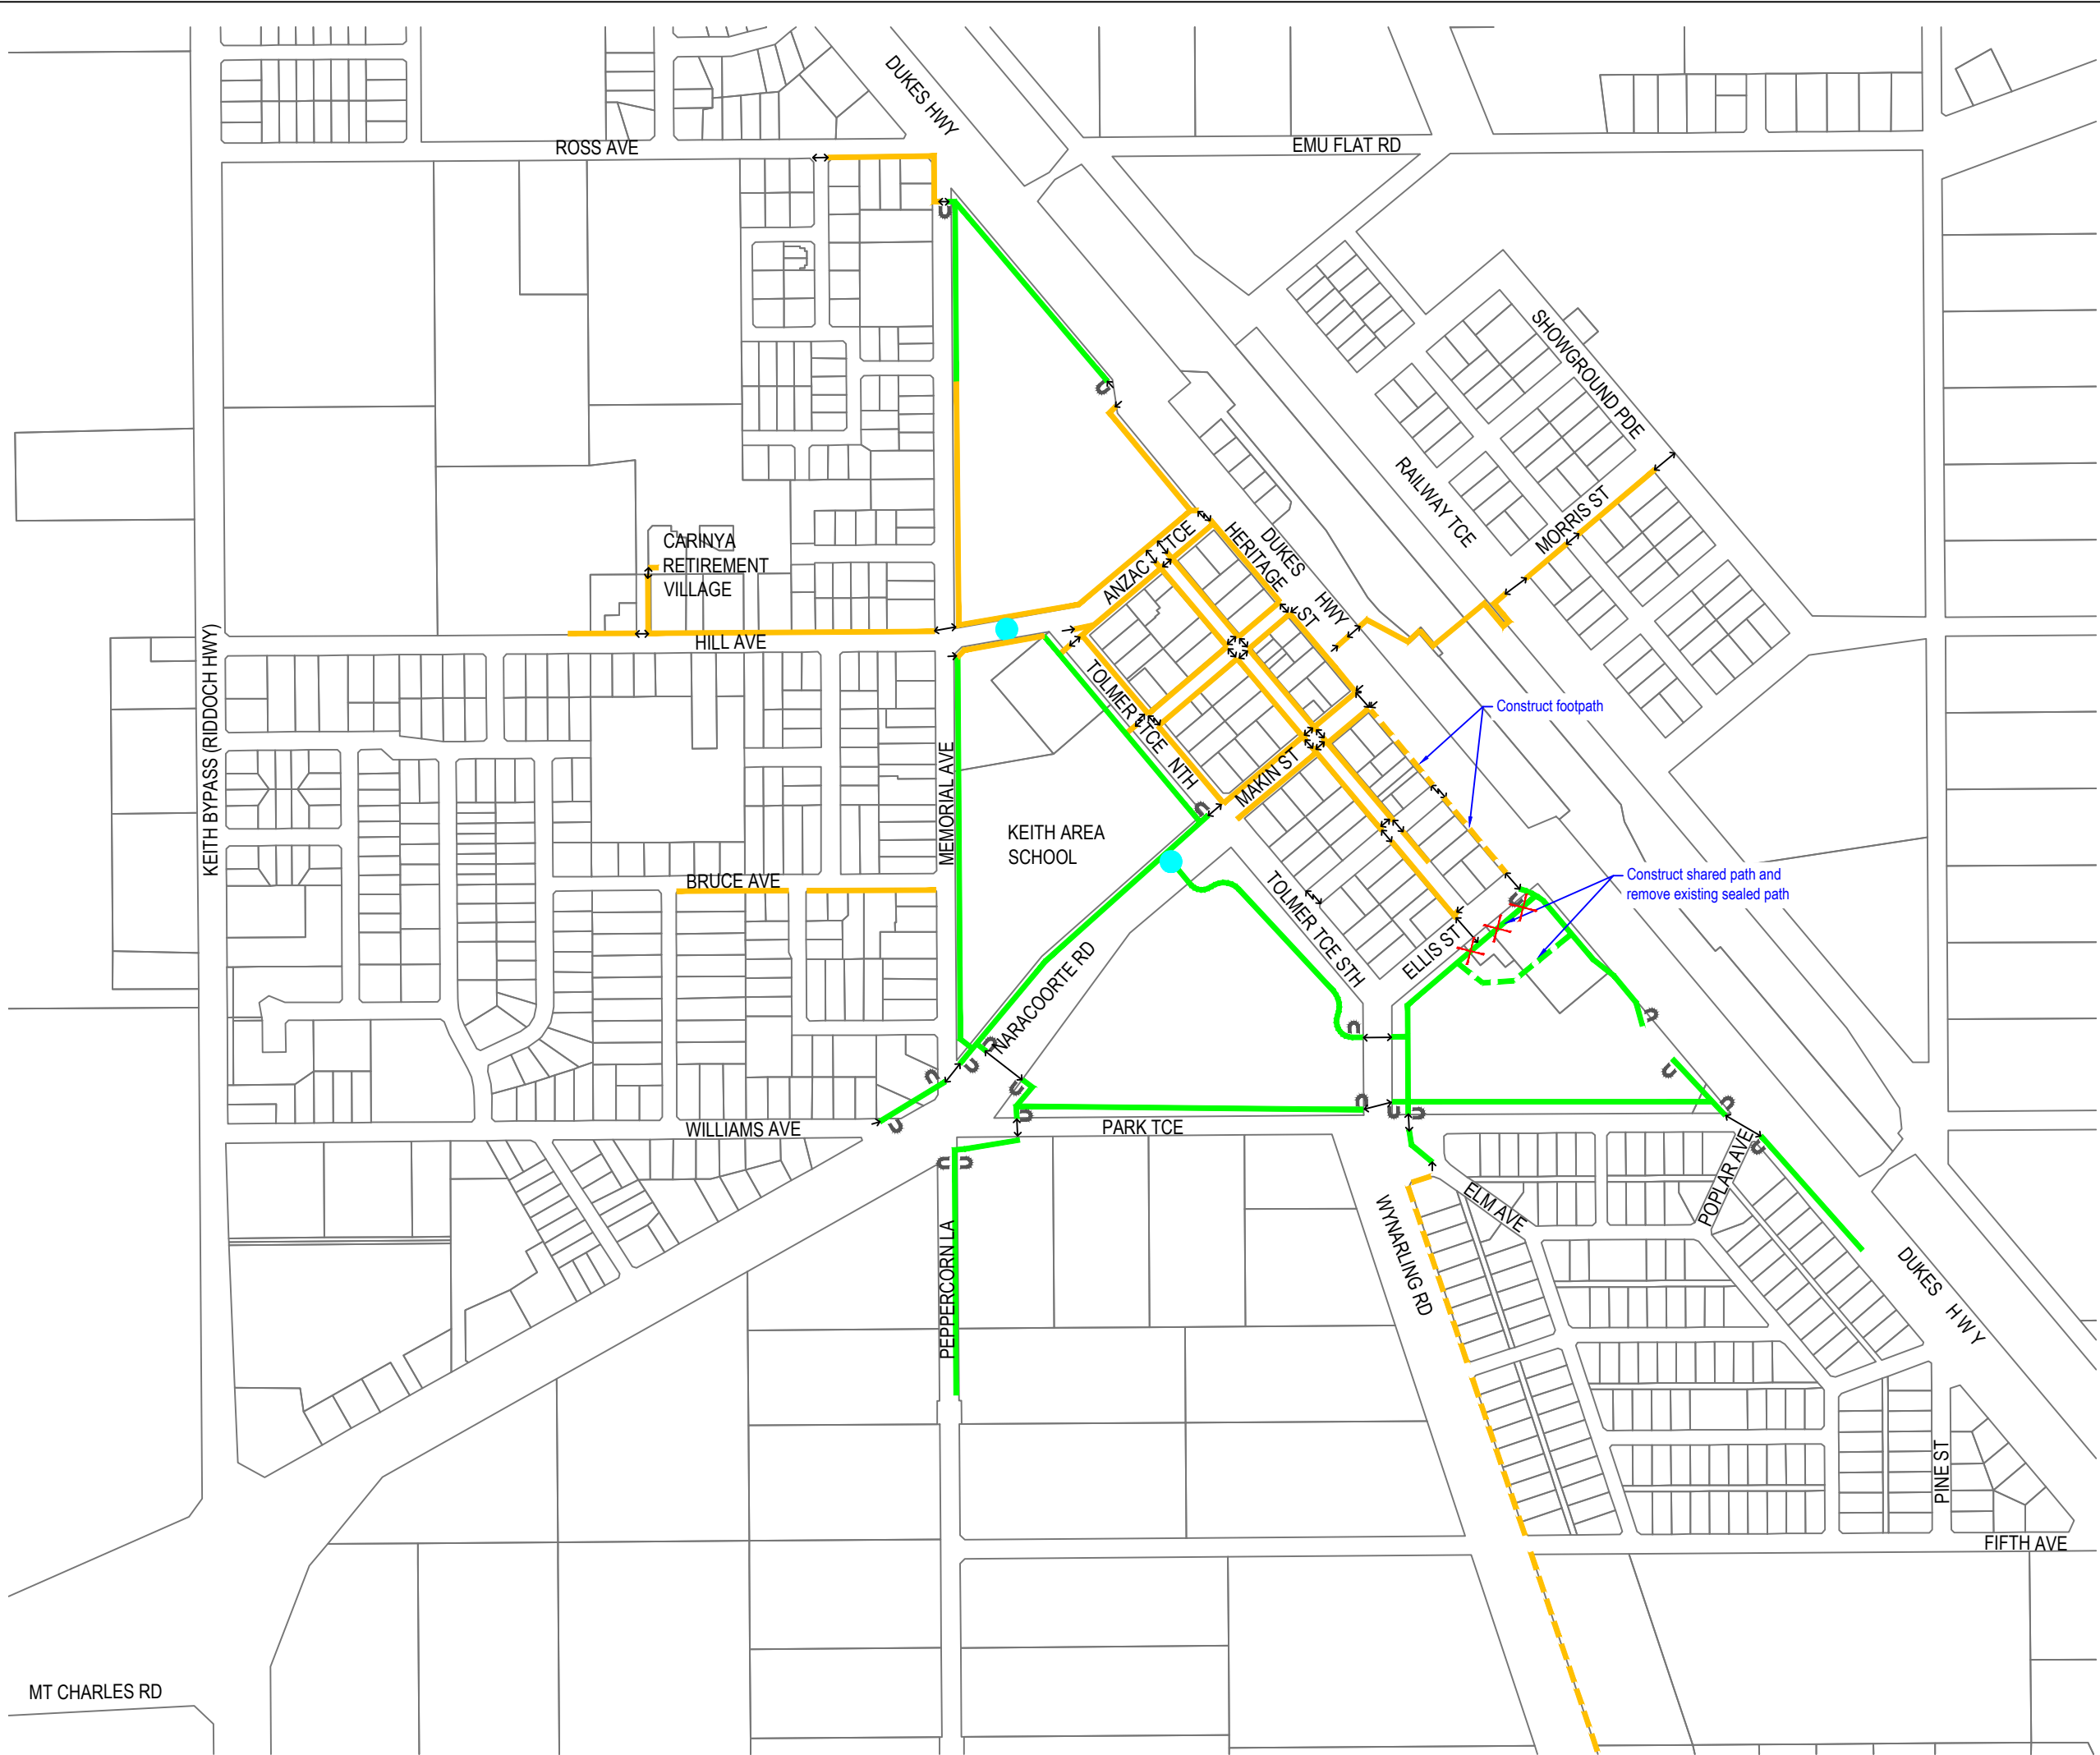 DUKES HWY
ROSS AVE
EMU FLAT RD
SHOWGROUND PDE
RAILWAY TCE
MORRIS ST
CARINYA
RETIREMENT
VILLAGE
ANZAC TCE
HERITAGE ST
DUKES HWY
HILL AVE
KEITH BYPASS (RIDDOCH HWY)
TOLMER TCE NTH
Construct footpath
MAKIN ST
MEMORIAL AVE
KEITH AREA
SCHOOL
BRUCE AVE
Construct shared path and
remove existing sealed path
TOLMER TCE STH
ELLIS ST
NARACOORTE RD
WILLIAMS AVE
PARK TCE
POPLAR AVE
ELM AVE
WYNARLING RD
PEPPERCORN LA
DUKES HWY
PINE ST
FIFTH AVE
MT CHARLES RD